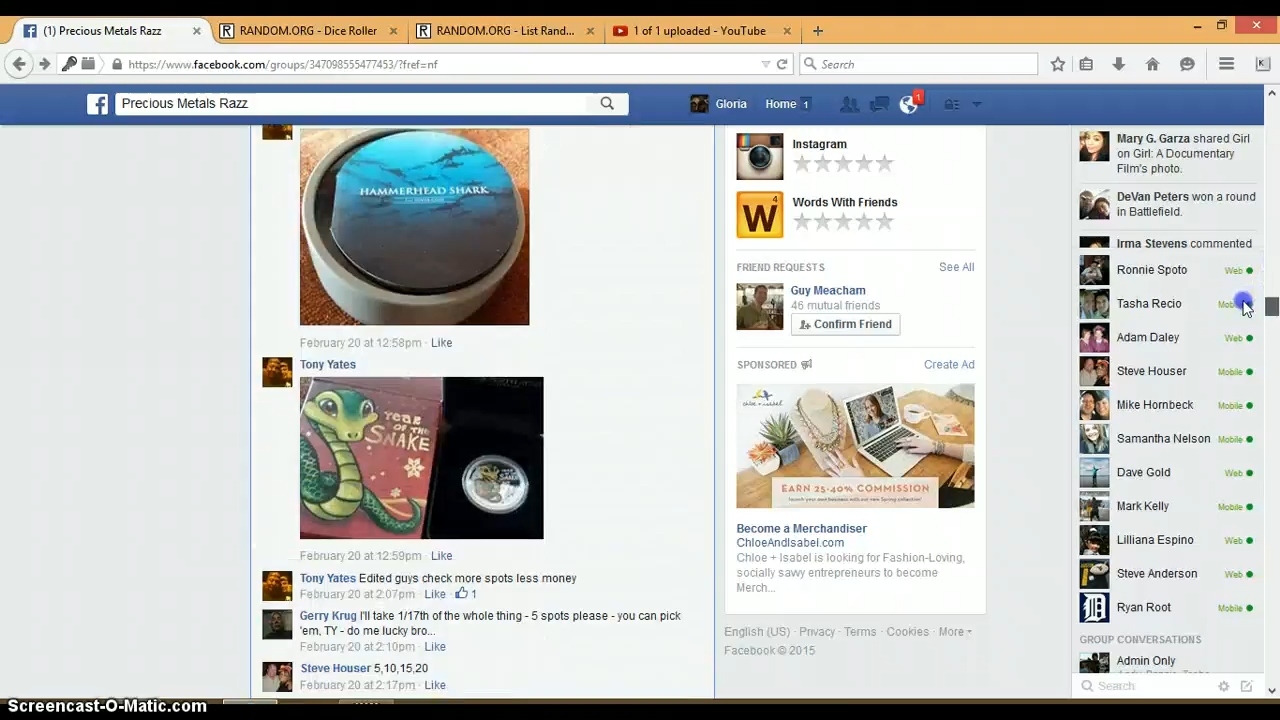 (1) Precious Metals Razz
RANDOM.ORG - Dice Roller
RANDOM.ORG - List Rand...
1 of 1 uploaded - YouTube
https://www.facebook.com/groups/347098555477453/?fref=nf
Search
Precious Metals Razz
Gloria
Home 1
1
HAMMERHEAD SHARK
February 20 at 12:58pm · Like
Tony Yates
YEAR
OF THE
SNAKE
February 20 at 12:59pm · Like
Tony Yates Edited guys check more spots less money
February 20 at 2:07pm · Like · 1
Gerry Krug I'll take 1/17th of the whole thing - 5 spots please - you can pick
'em, TY - do me lucky bro...
February 20 at 2:10pm · Like
Steve Houser 5,10,15,20
February 20 at 2:17pm · Like
Instagram
W
4
Words With Friends
FRIEND REQUESTS
See All
Guy Meacham
46 mutual friends
Confirm Friend
SPONSORED
Create Ad
chloe + isabel
EARN 25-40% COMMISSION
Become a Merchandiser
ChloeAndIsabel.com
Chloe + Isabel is looking for Fashion-Loving,
socially savvy entrepreneurs to become
Merch...
English (US) · Privacy · Terms · Cookies · More
Facebook © 2015
Mary G. Garza shared Girl
on Girl: A Documentary
Film's photo.
DeVan Peters won a round
in Battlefield.
Irma Stevens commented
Ronnie Spoto Web
Tasha Recio Mobile
Adam Daley Web
Steve Houser Mobile
Mike Hornbeck Mobile
Samantha Nelson Mobile
Dave Gold Web
Mark Kelly Mobile
Lilliana Espino Web
Steve Anderson Web
Ryan Root Mobile
GROUP CONVERSATIONS
Admin Only
Search
Screencast-O-Matic.com